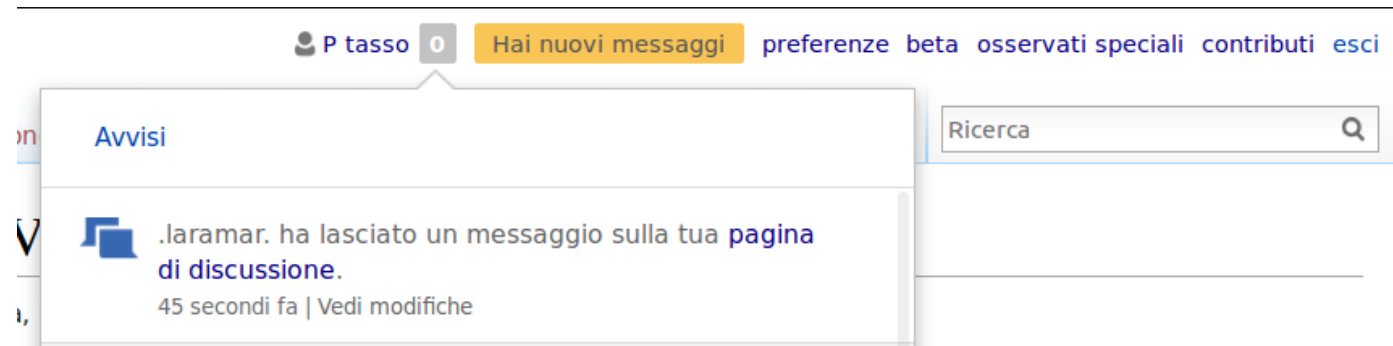 P tasso 0 Hai nuovi messaggi preferenze beta osservati speciali contributi esci
on
Avvisi
Ricerca
V
.laramar. ha lasciato un messaggio sulla tua pagina
di discussione.
45 secondi fa | Vedi modifiche
a,